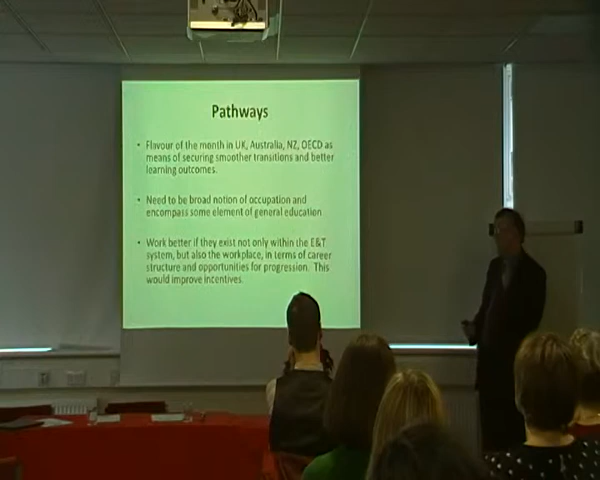 Pathways
• Flavour of the month in UK, Australia, NZ, OECD as
means of securing smoother transitions and better
learning outcomes.
• Need to be broad notion of occupation and
encompass some element of general education
• Work better if they exist not only within the E&T
system, but also the workplace, in terms of career
structure and opportunities for progression. This
would improve incentives